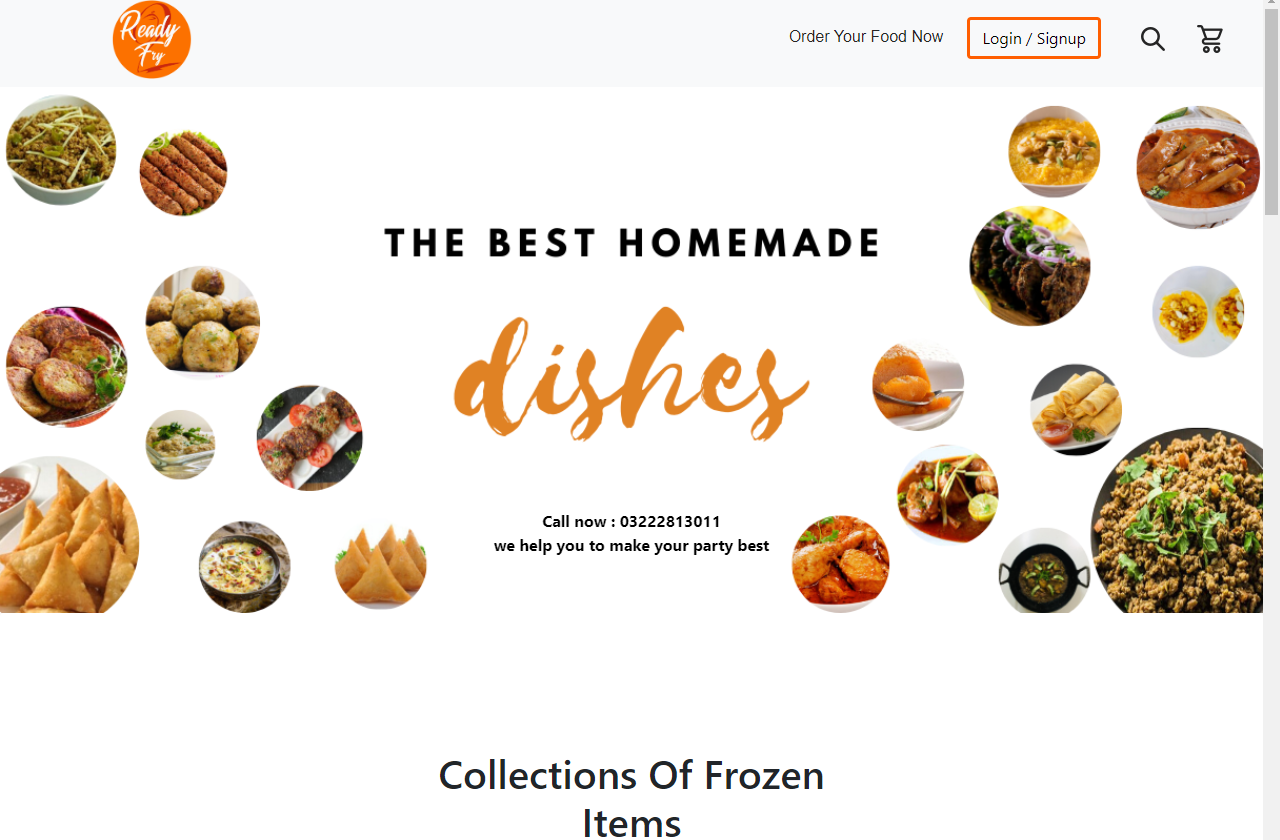 Ready
Fry
Order Your Food Now
Login / Signup
THE BEST HOMEMADE
dishes
Call now : 03222813011
we help you to make your party best
Collections Of Frozen
Items